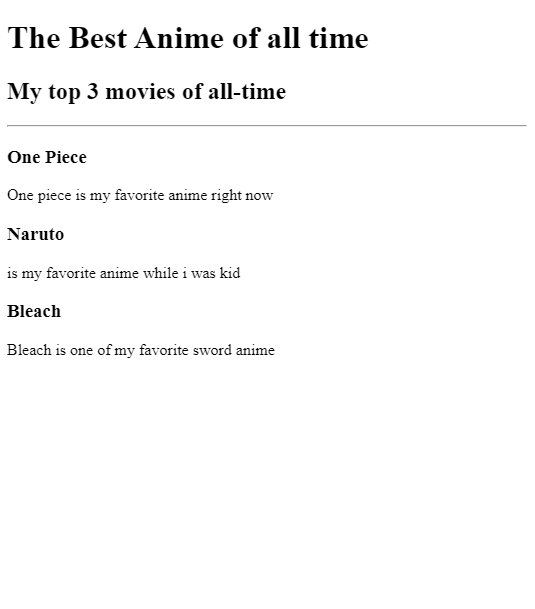 The Best Anime of all time
My top 3 movies of all-time
One Piece
One piece is my favorite anime right now
Naruto
is my favorite anime while i was kid
Bleach
Bleach is one of my favorite sword anime